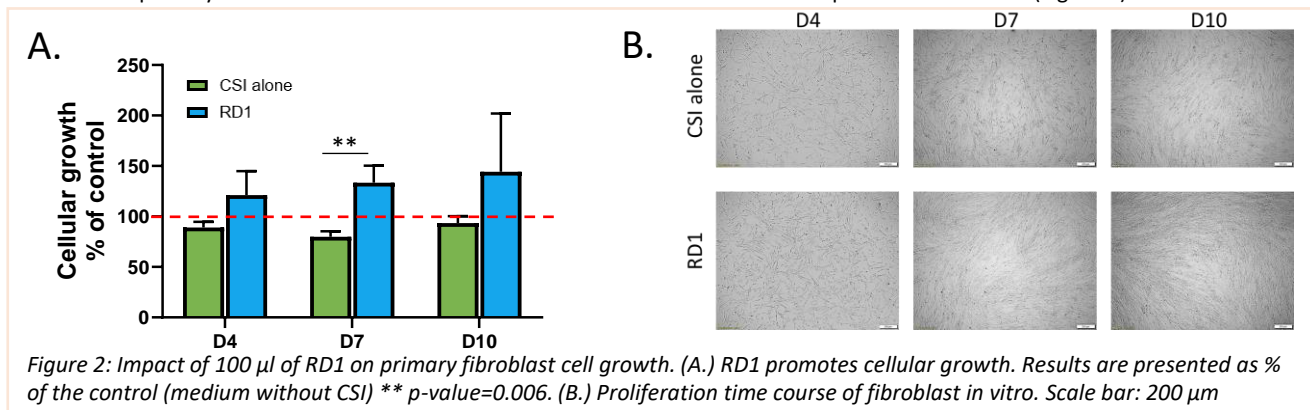 A.
250
200
150
100
50
0
Cellular growth
% of control
CSI alone
RD1
**
D4
D7
D10
B.
D4
D7
D10
CSI alone
RD1
Figure 2: Impact of 100 µl of RD1 on primary fibroblast cell growth. (A.) RD1 promotes cellular growth. Results are presented as %
of the control (medium without CSI) ** p-value=0.006. (B.) Proliferation time course of fibroblast in vitro. Scale bar: 200 µm